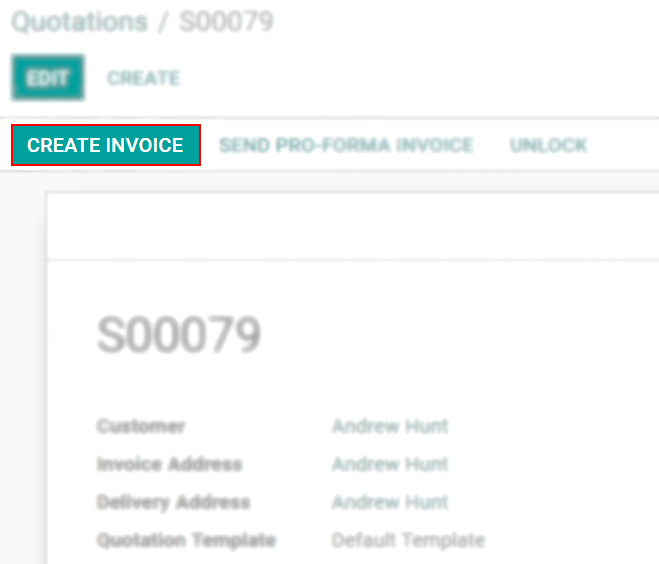 Quotations / S00079
EDIT CREATE
CREATE INVOICE SEND PRO-FORMA INVOICE UNLOCK
S00079
Customer Andrew Hunt
Invoice Address Andrew Hunt
Delivery Address Andrew Hunt
Quotation Template Default Template